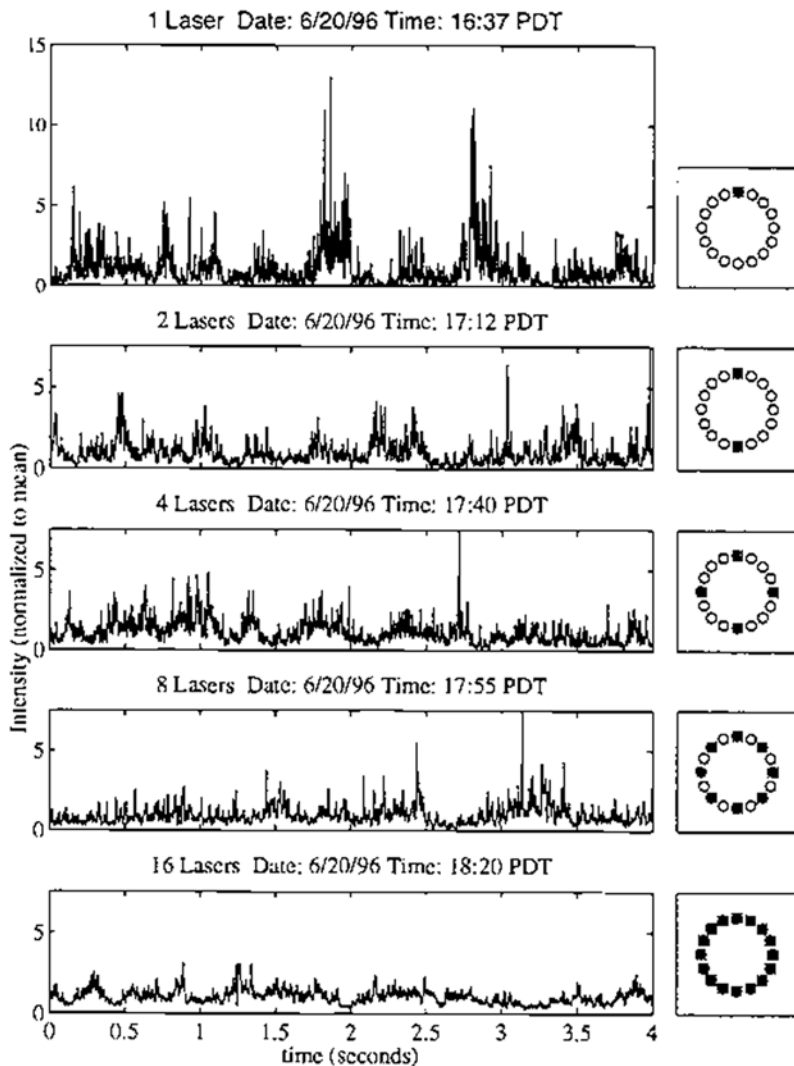 1 Laser Date: 6/20/96 Time: 16:37 PDT
15
10
5
0
2 Lasers Date: 6/20/96 Time: 17:12 PDT
5
0
4 Lasers Date: 6/20/96 Time: 17:40 PDT
5
0
Intensity (normalized to mean)
8 Lasers Date: 6/20/96 Time: 17:55 PDT
5
0
16 Lasers Date: 6/20/96 Time: 18:20 PDT
5
0
0 0.5 1 1.5 2 2.5 3 3.5 4
time (seconds)